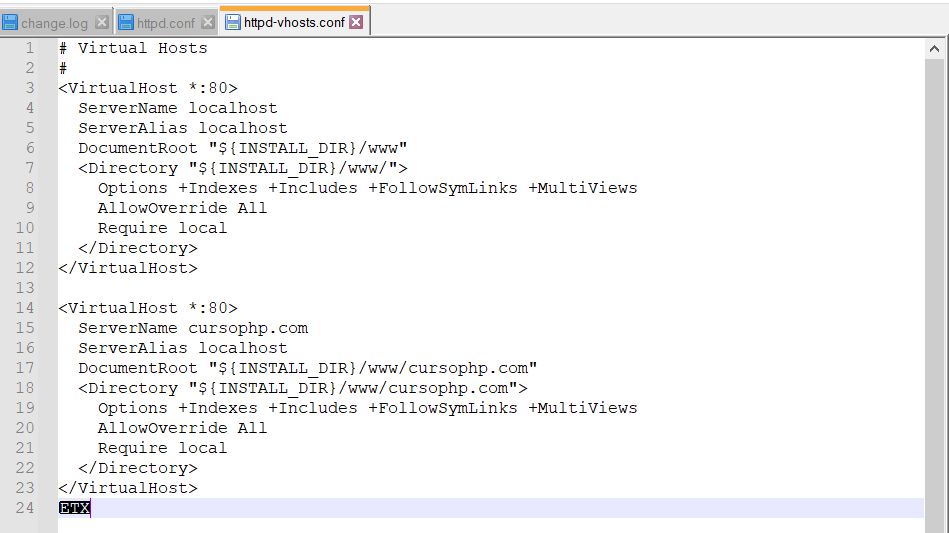 change.log httpd.conf httpd-vhosts.conf
1 # Virtual Hosts
2 #
3 <VirtualHost *:80>
4   ServerName localhost
5   ServerAlias localhost
6   DocumentRoot "${INSTALL_DIR}/www"
7   <Directory "${INSTALL_DIR}/www/">
8     Options +Indexes +Includes +FollowSymLinks +MultiViews
9     AllowOverride All
10     Require local
11   </Directory>
12 </VirtualHost>
13
14 <VirtualHost *:80>
15   ServerName cursophp.com
16   ServerAlias localhost
17   DocumentRoot "${INSTALL_DIR}/www/cursophp.com"
18   <Directory "${INSTALL_DIR}/www/cursophp.com">
19     Options +Indexes +Includes +FollowSymLinks +MultiViews
20     AllowOverride All
21     Require local
22   </Directory>
23 </VirtualHost>
24 ETX